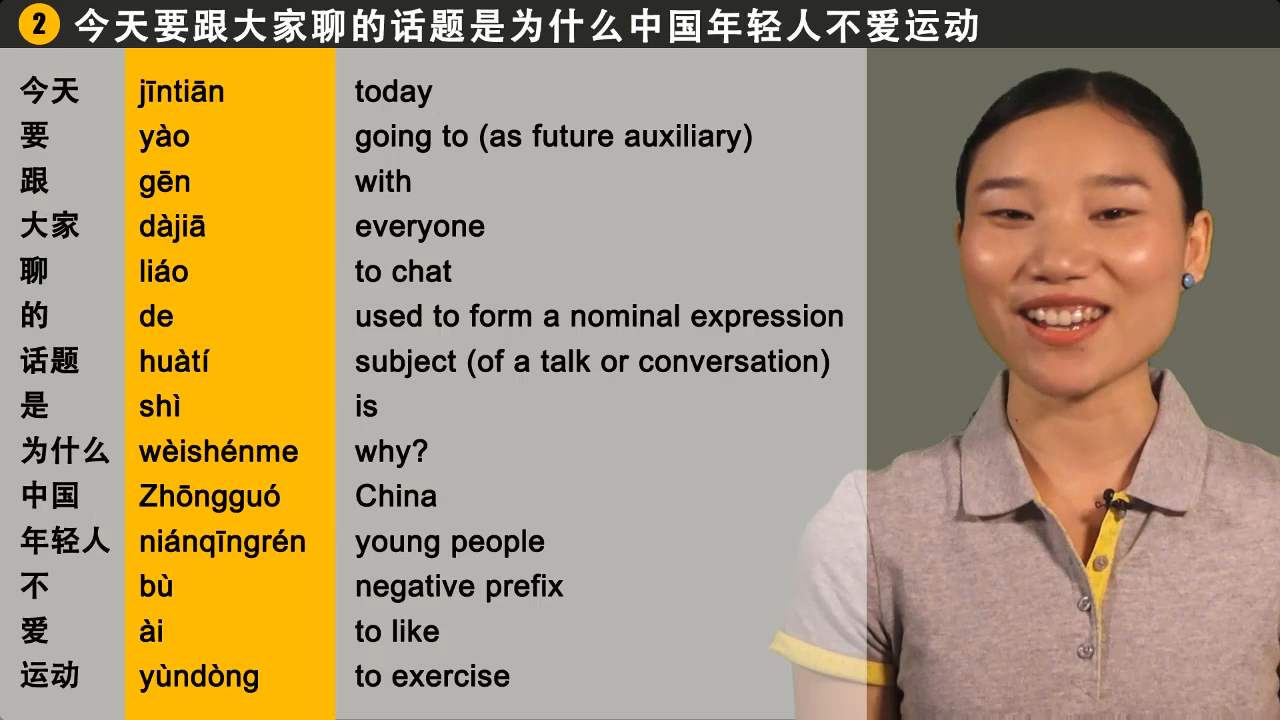 2 今天要跟大家聊的话题是为什么中国年轻人不爱运动
今天 jīntiān today
要 yào going to (as future auxiliary)
跟 gēn with
大家 dàjiā everyone
聊 liáo to chat
的 de used to form a nominal expression
话题 huàtí subject (of a talk or conversation)
是 shì is
为什么 wèishénme why?
中国 Zhōngguó China
年轻人 niánqīngrén young people
不 bù negative prefix
爱 ài to like
运动 yùndòng to exercise